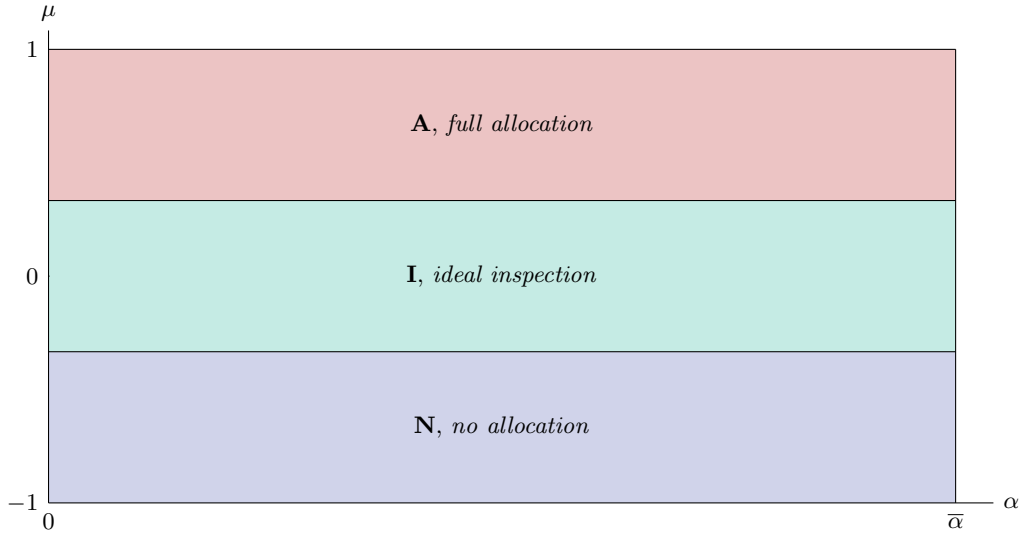 μ
1
A, full allocation
0
I, ideal inspection
N, no allocation
−1
α
0
α̅